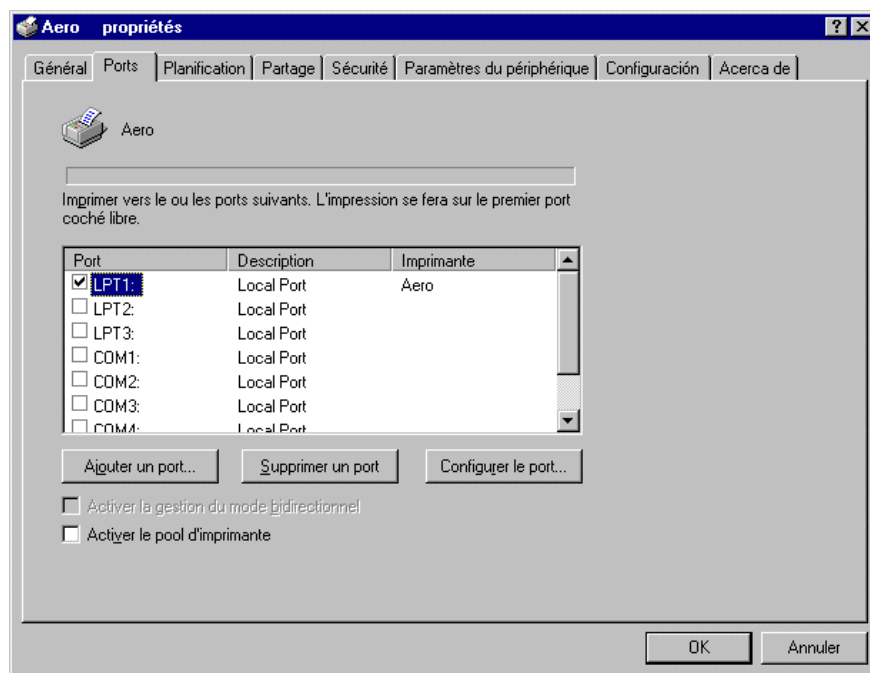 Aero propriétés
Général Ports Planification Partage Sécurité Paramètres du périphérique Configuración Acerca de
Aero
Imprimer vers le ou les ports suivants. L'impression se fera sur le premier port
coché libre.
Port Description Imprimante
LPT1: Local Port Aero
LPT2: Local Port
LPT3: Local Port
COM1: Local Port
COM2: Local Port
COM3: Local Port
COM4: Local Port
Ajouter un port... Supprimer un port Configurer le port...
Activer la gestion du mode bidirectionnel
Activer le pool d'imprimante
OK Annuler